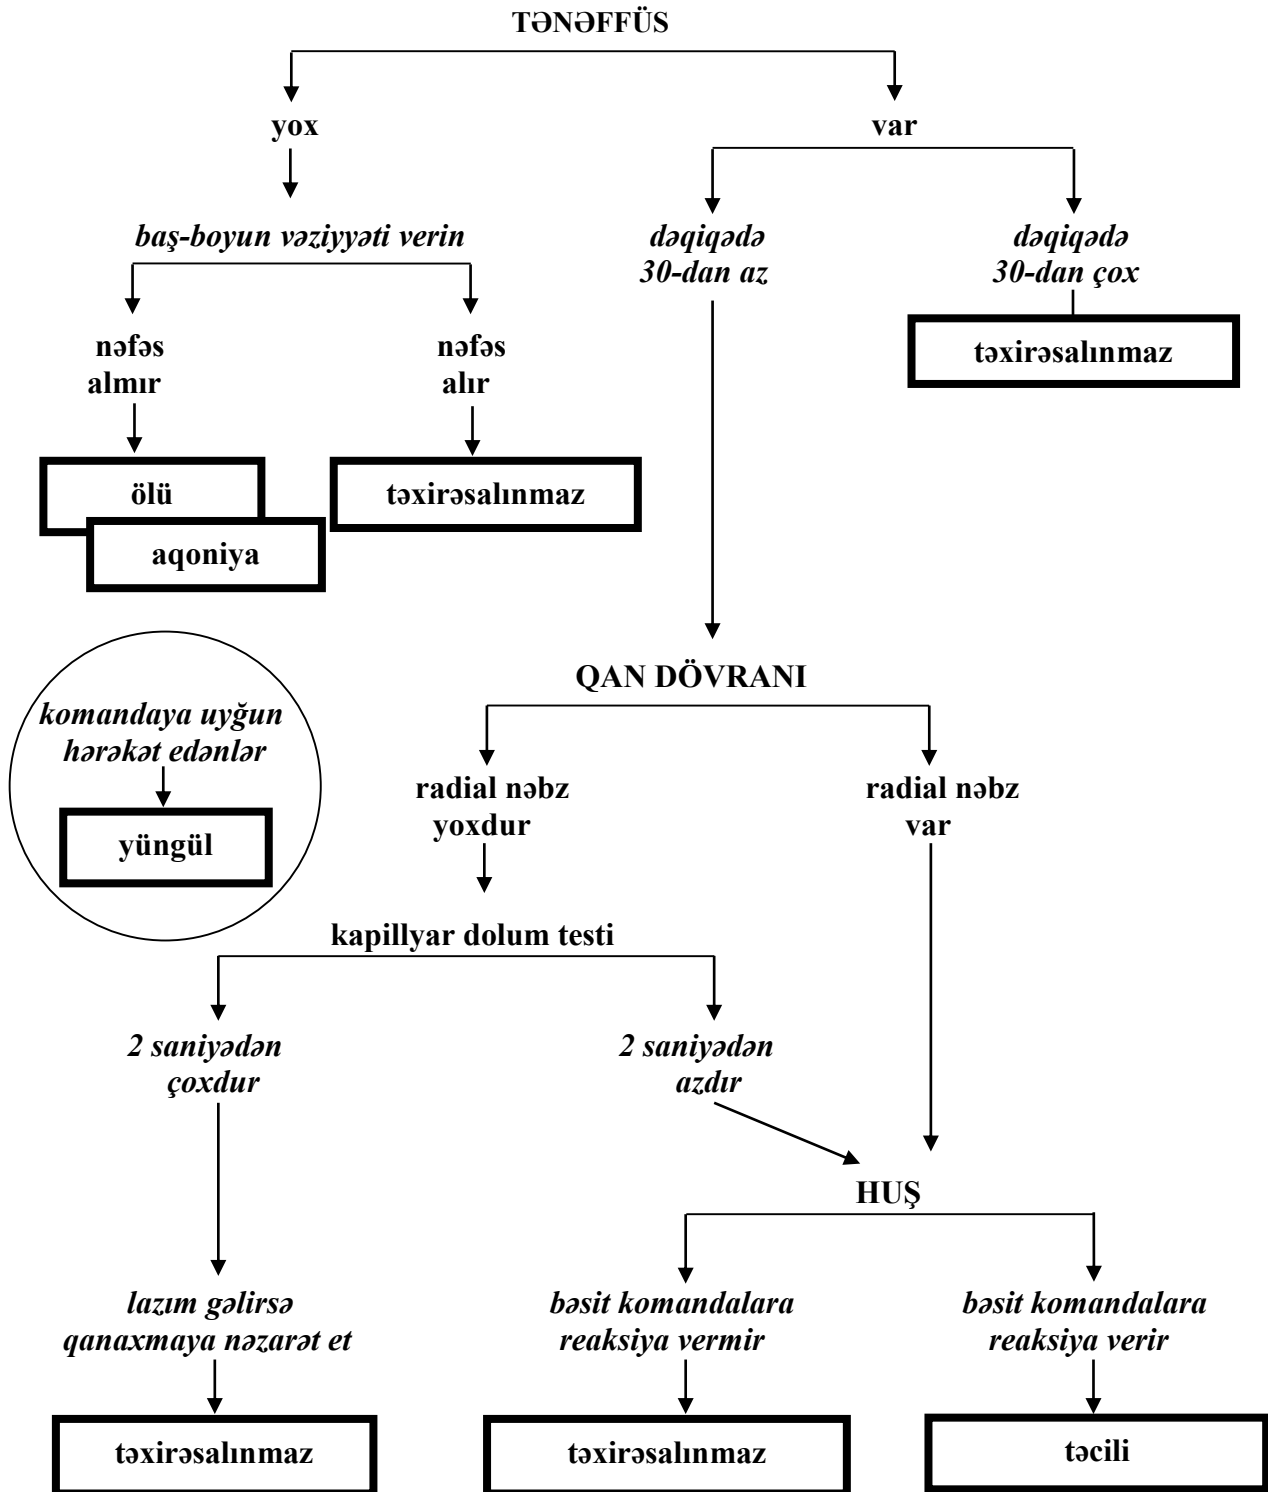 TƏNƏFFÜS
yox
var
baş-boyun vəziyyəti verin
dəqiqədə
30-dan az
dəqiqədə
30-dan çox
nəfəs
almır
nəfəs
alır
təxirəsalınmaz
ölü
təxirəsalınmaz
aqoniya
QAN DÖVRANI
komandaya uyğun
hərəkət edənlər
yüngül
radial nəbz
yoxdur
radial nəbz
var
kapillyar dolum testi
2 saniyədən
çoxdur
2 saniyədən
azdır
HUŞ
lazım gəlirsə
qanaxmaya nəzarət et
bəsit komandalara
reaksiya vermir
bəsit komandalara
reaksiya verir
təxirəsalınmaz
təxirəsalınmaz
təcili